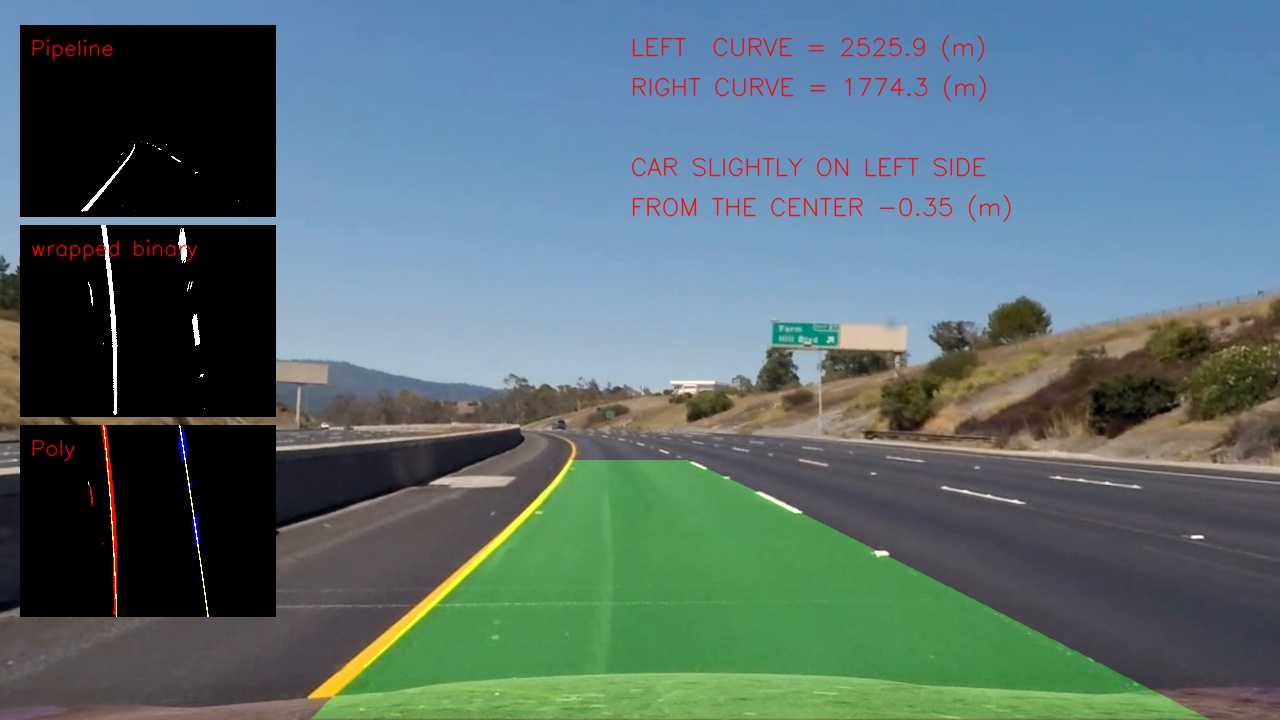 Pipeline
LEFT CURVE = 2525.9 (m)
RIGHT CURVE = 1774.3 (m)
CAR SLIGHTLY ON LEFT SIDE
FROM THE CENTER -0.35 (m)
wrapped binary
Poly
Farm
Hill Blvd